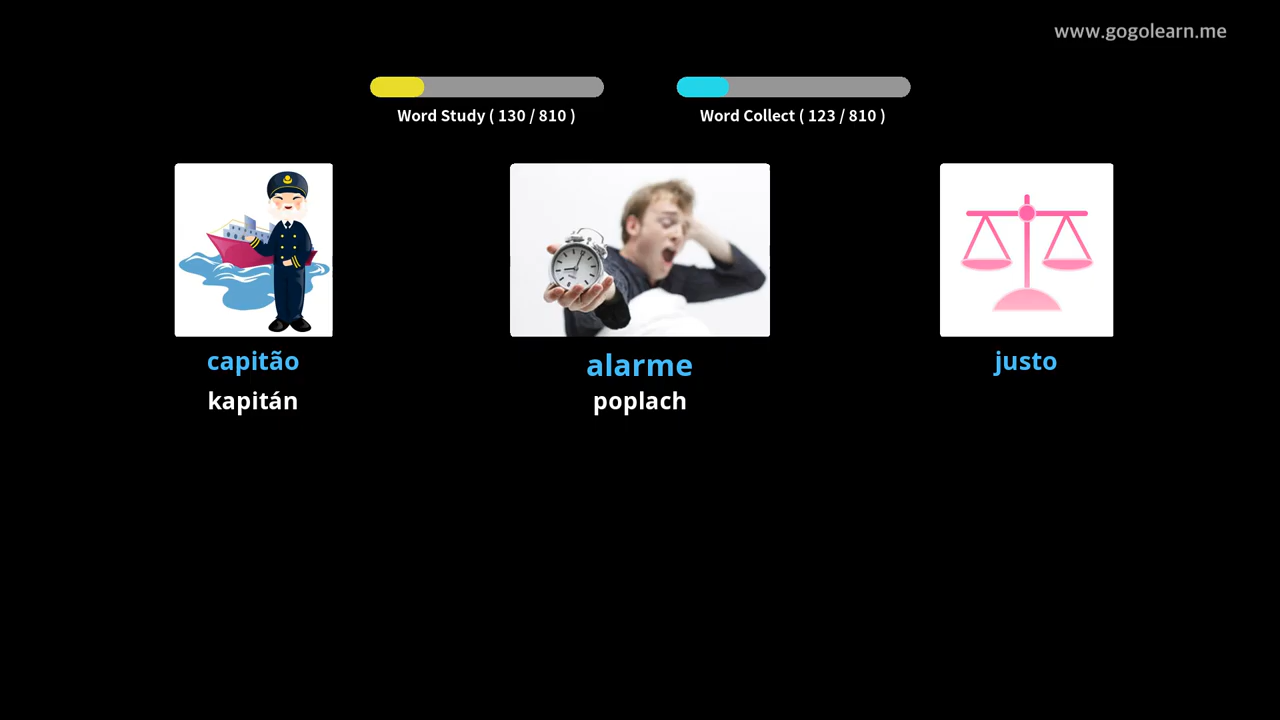 www.gogolearn.me
Word Study ( 130 / 810 )
Word Collect ( 123 / 810 )
capitão
kapitán
alarme
poplach
justo